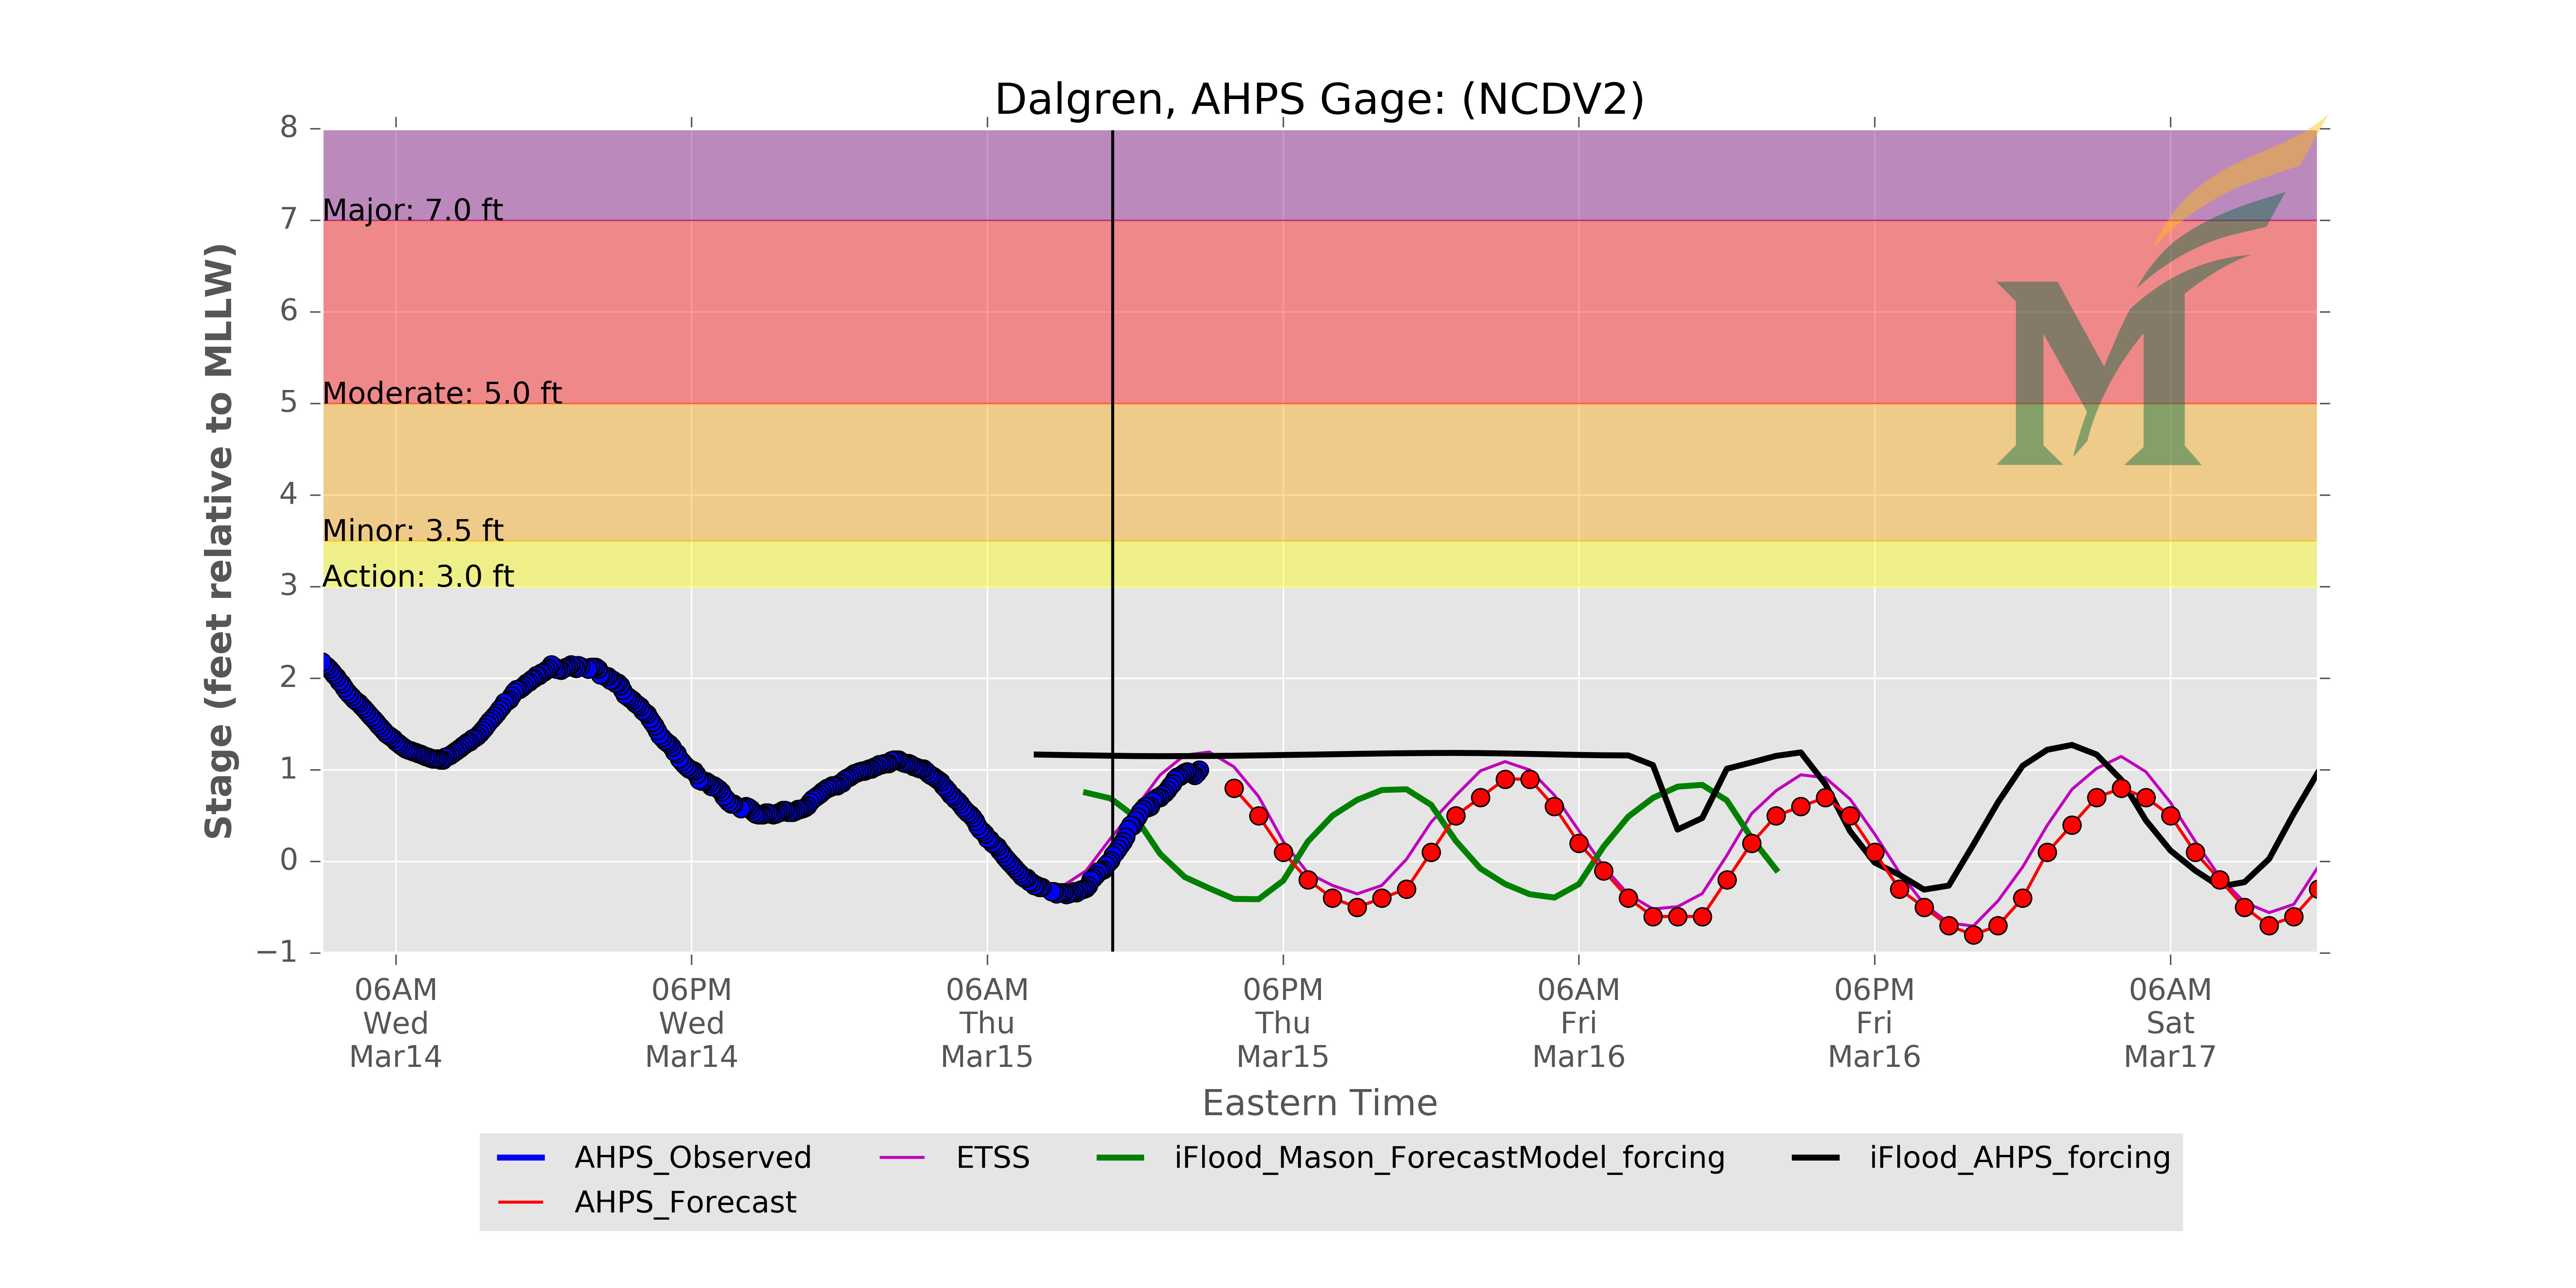 Dalgren, AHPS Gage: (NCDV2)
8
7
6
5
4
3
2
1
0
−1
Stage (feet relative to MLLW)
Major: 7.0 ft
Moderate: 5.0 ft
Minor: 3.5 ft
Action: 3.0 ft
M
06AM
Wed
Mar14
06PM
Wed
Mar14
06AM
Thu
Mar15
06PM
Thu
Mar15
06AM
Fri
Mar16
06PM
Fri
Mar16
06AM
Sat
Mar17
Eastern Time
AHPS_Observed
AHPS_Forecast
ETSS
iFlood_Mason_ForecastModel_forcing
iFlood_AHPS_forcing